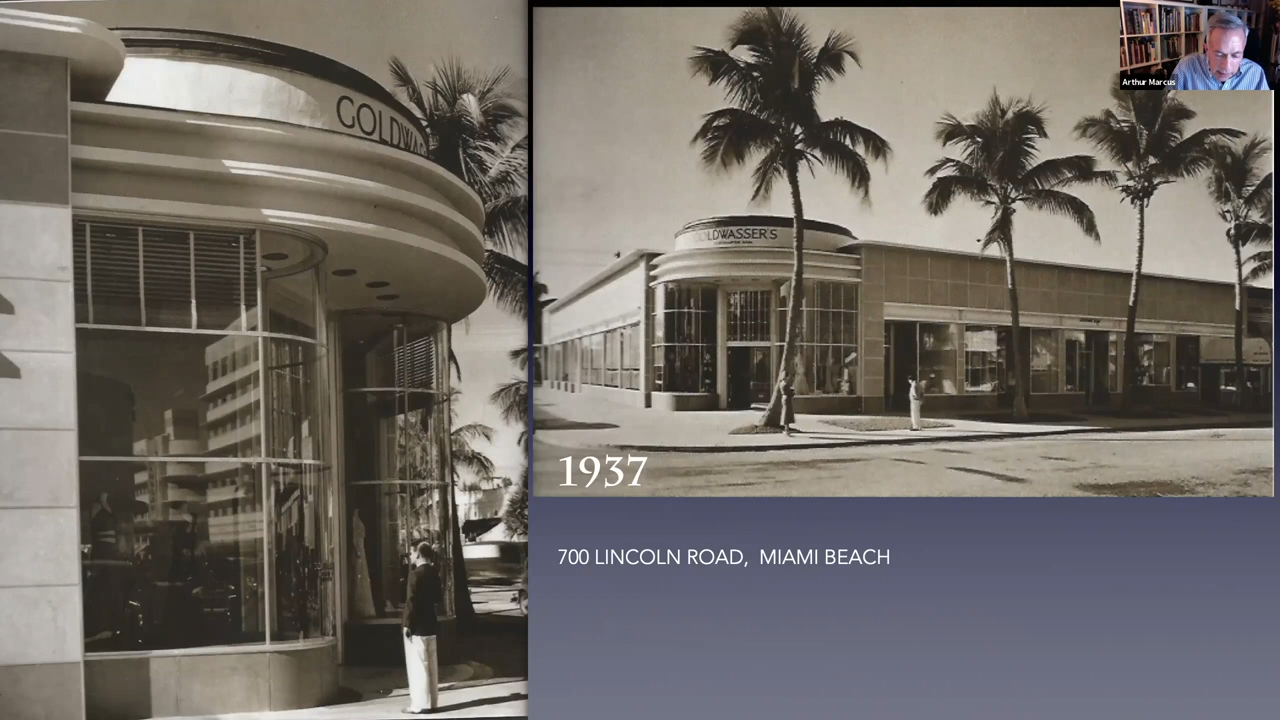 GOLDWAS
GOLDWASSER'S
Arthur Marcus
1937
700 LINCOLN ROAD, MIAMI BEACH